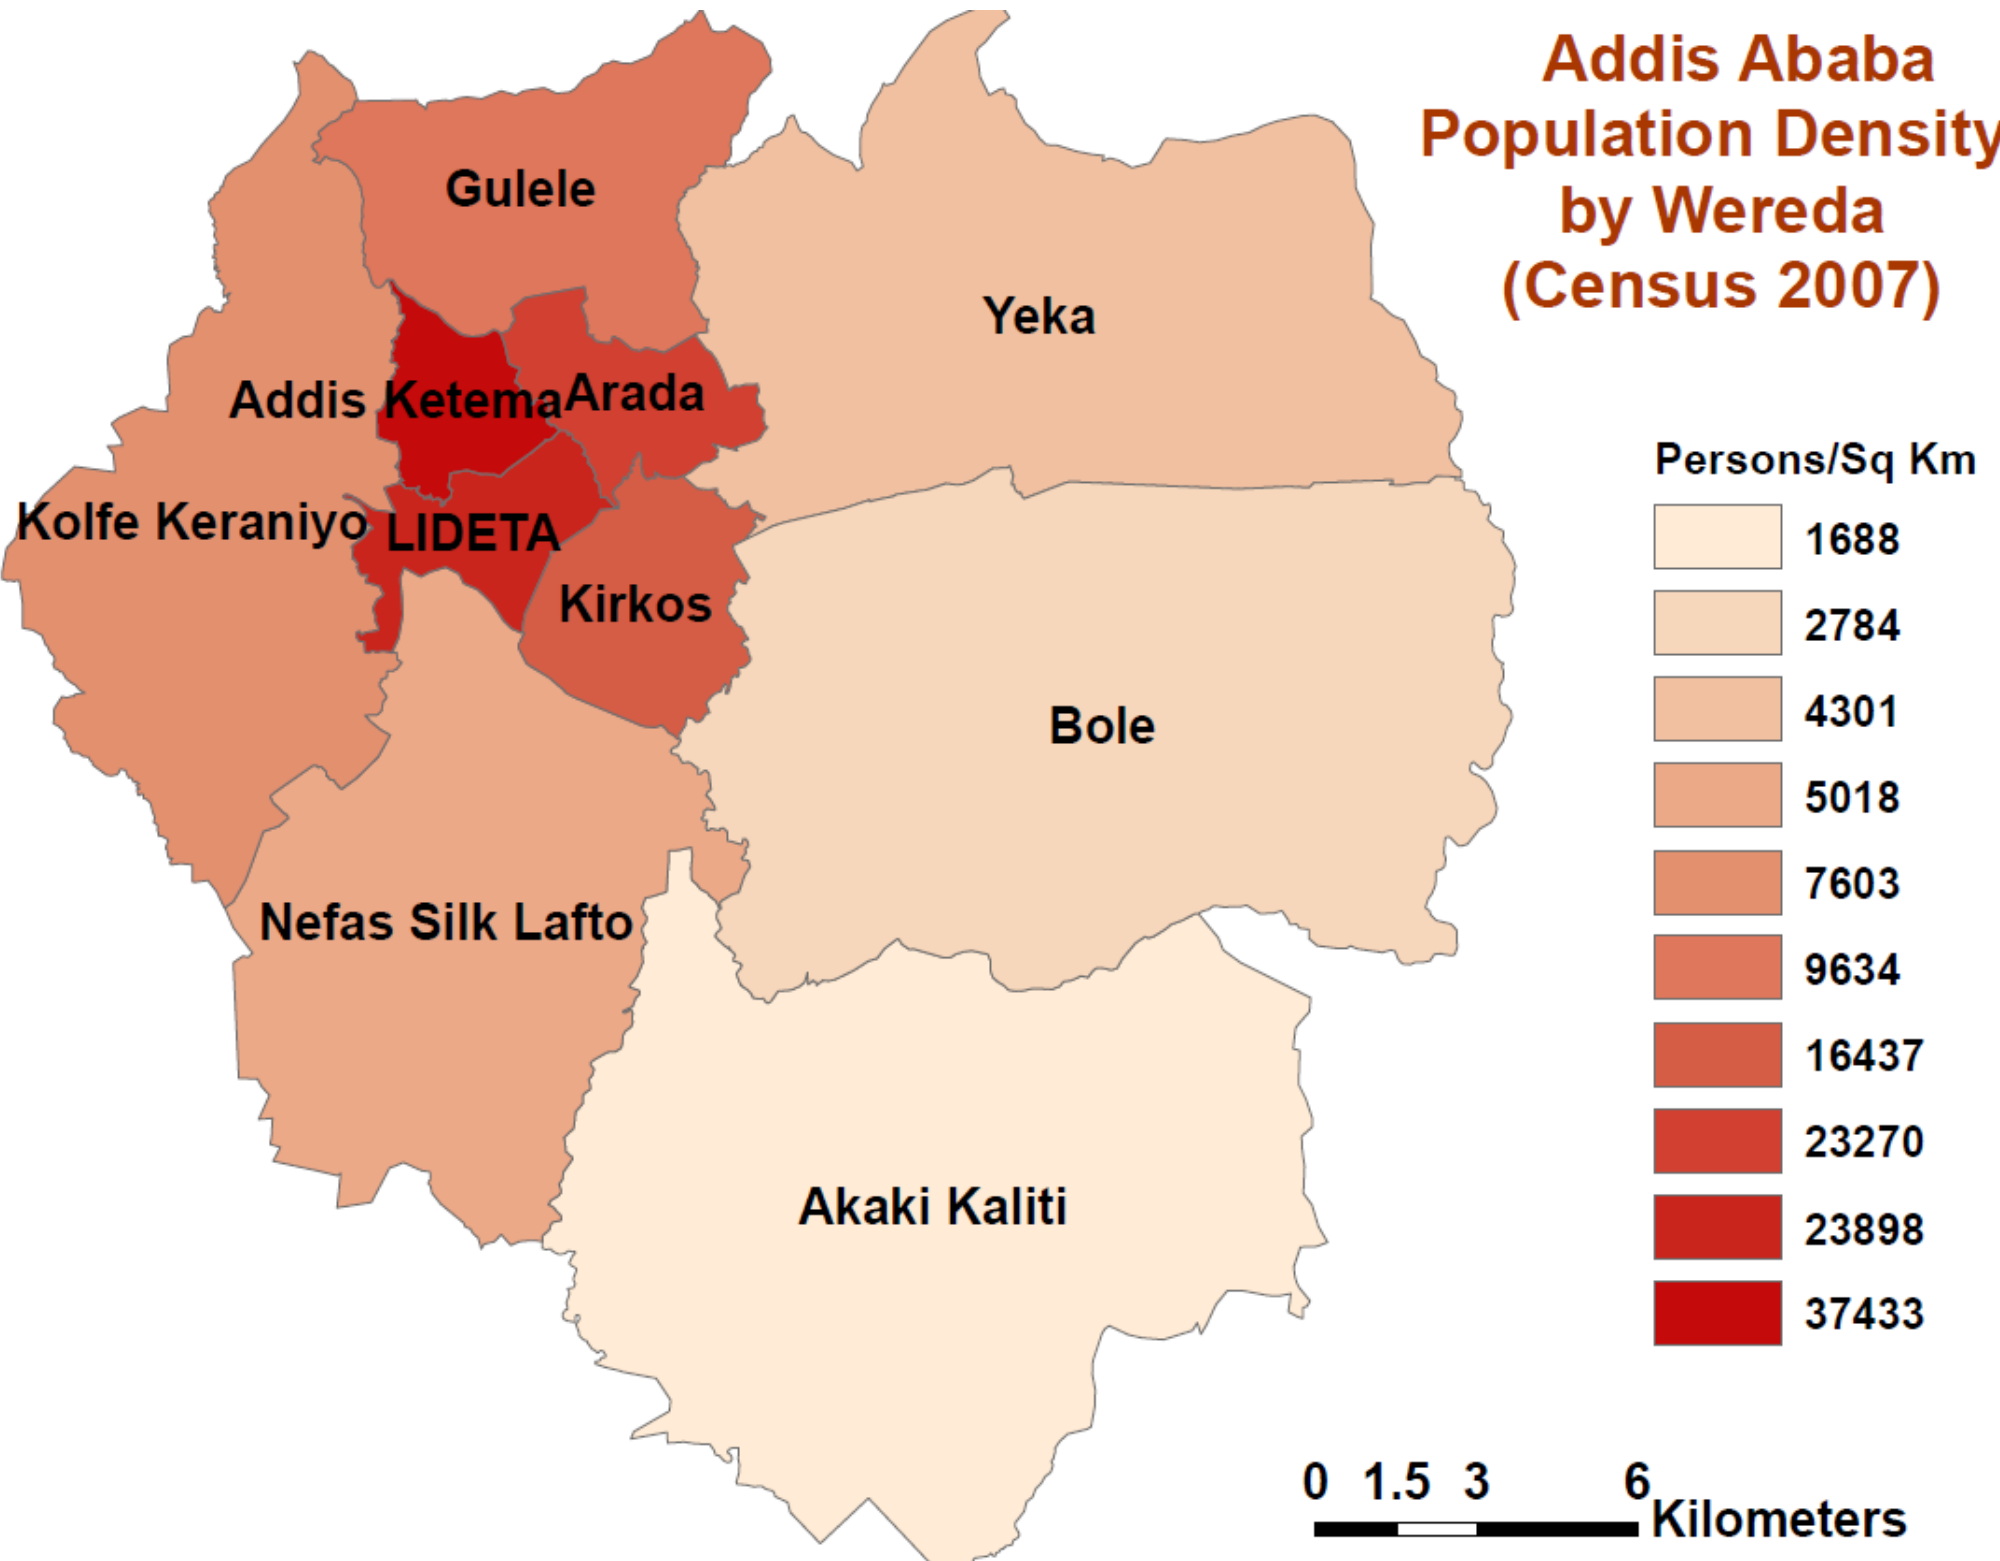 Addis Ababa
Population Density
by Wereda
(Census 2007)
Gulele
Yeka
Addis Ketema
Arada
Kolfe Keraniyo
LIDETA
Kirkos
Bole
Nefas Silk Lafto
Akaki Kaliti
Persons/Sq Km
1688
2784
4301
5018
7603
9634
16437
23270
23898
37433
0 1.5 3 6
Kilometers